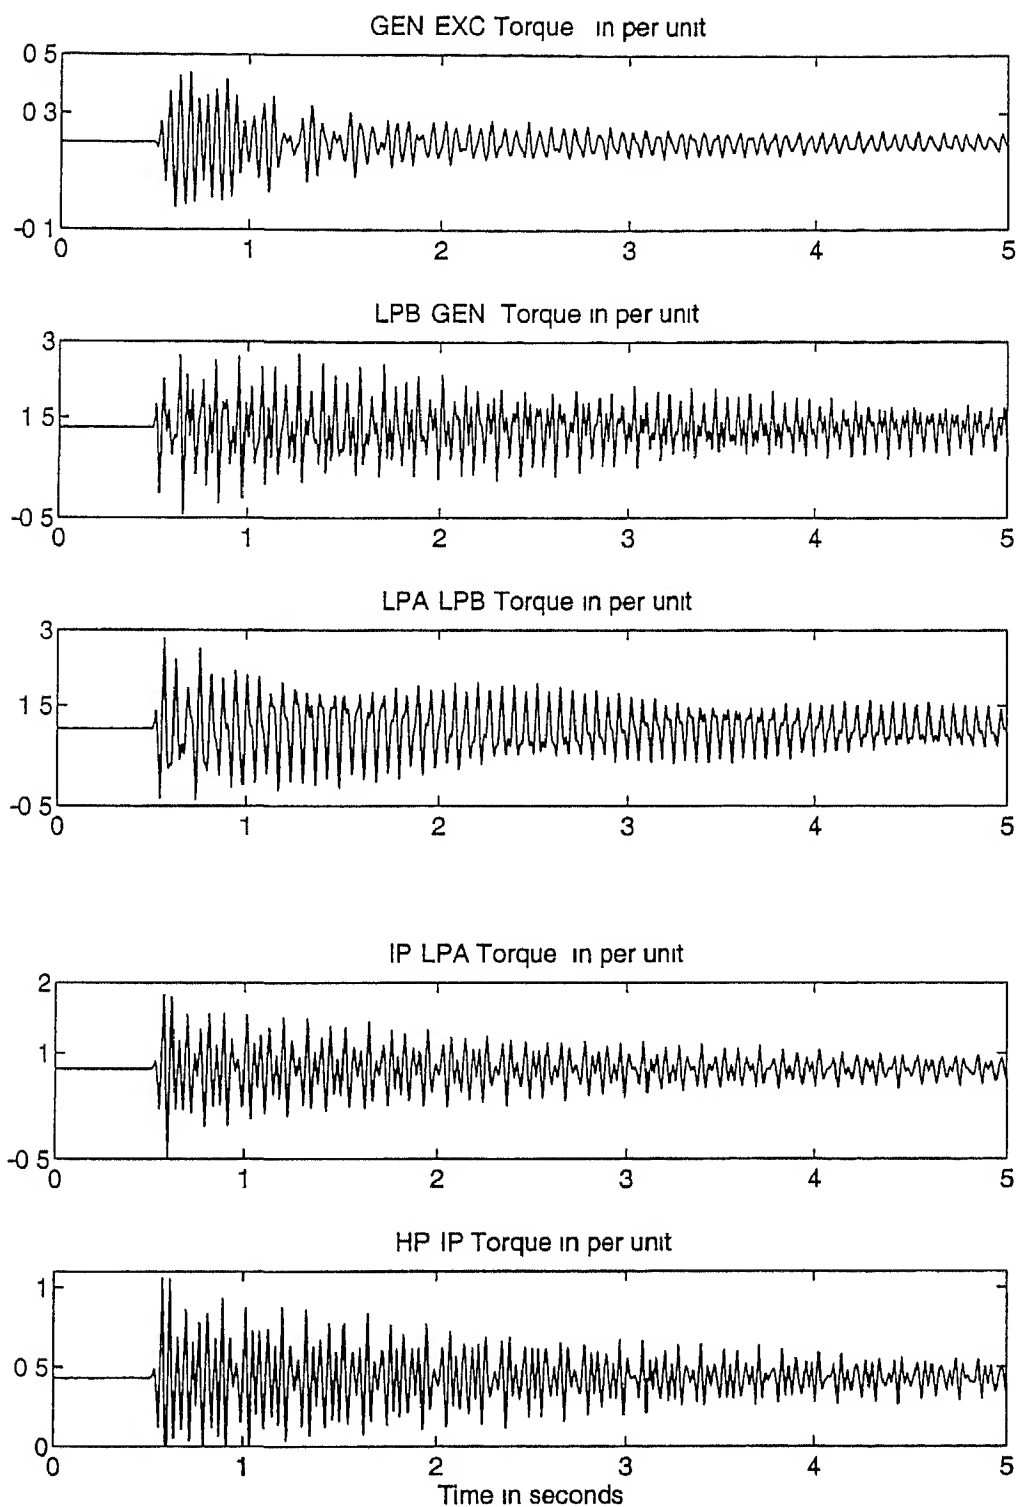 GEN EXC Torque in per unit
0 5
0 3
-0 1
0 1 2 3 4 5
LPB GEN Torque in per unit
3
1 5
-0 5
0 1 2 3 4 5
LPA LPB Torque in per unit
3
1 5
-0 5
0 1 2 3 4 5
IP LPA Torque in per unit
2
1
-0 5
0 1 2 3 4 5
HP IP Torque in per unit
1
0 5
0
0 1 2 3 4 5
Time in seconds